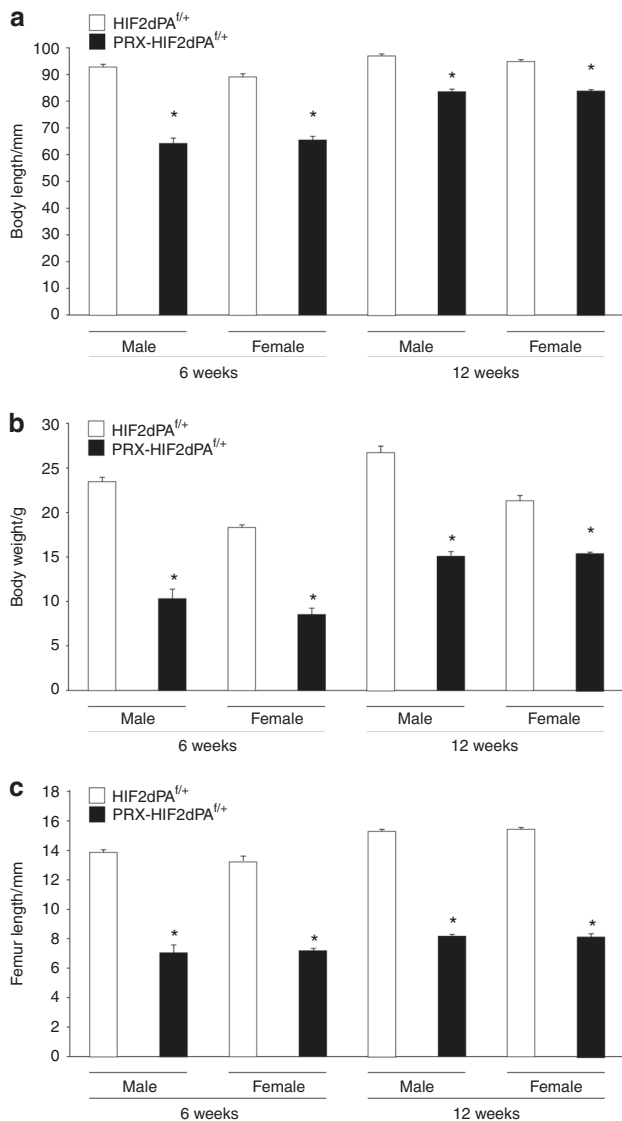 a
HIF2dPA^f/+
PRX-HIF2dPA^f/+
Body length/mm
100
90
80
70
60
50
40
30
20
10
0
*
*
*
*
Male
Female
Male
Female
6 weeks
12 weeks
b
HIF2dPA^f/+
PRX-HIF2dPA^f/+
Body weight/g
30
25
20
15
10
5
0
*
*
*
*
Male
Female
Male
Female
6 weeks
12 weeks
c
HIF2dPA^f/+
PRX-HIF2dPA^f/+
Femur length/mm
18
16
14
12
10
8
6
4
2
0
*
*
*
*
Male
Female
Male
Female
6 weeks
12 weeks